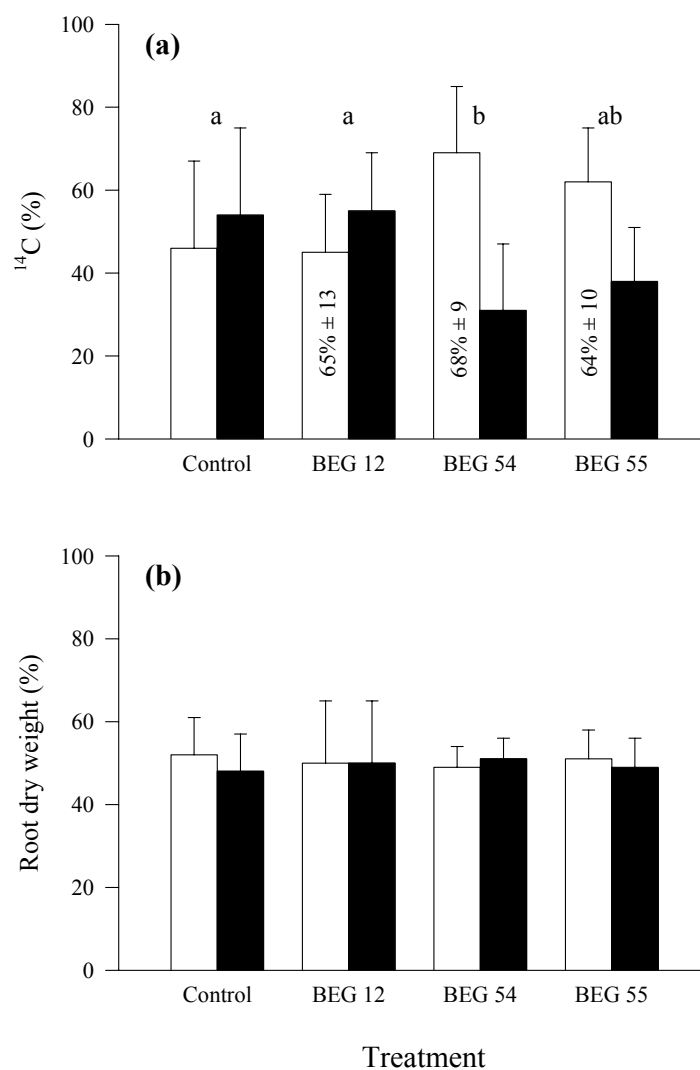 100
(a)
80
a a b ab
60
¹⁴C (%)
40
65% ± 13
68% ± 9
64% ± 10
20
0
Control BEG 12 BEG 54 BEG 55
100
(b)
80
60
Root dry weight (%)
40
20
0
Control BEG 12 BEG 54 BEG 55
Treatment